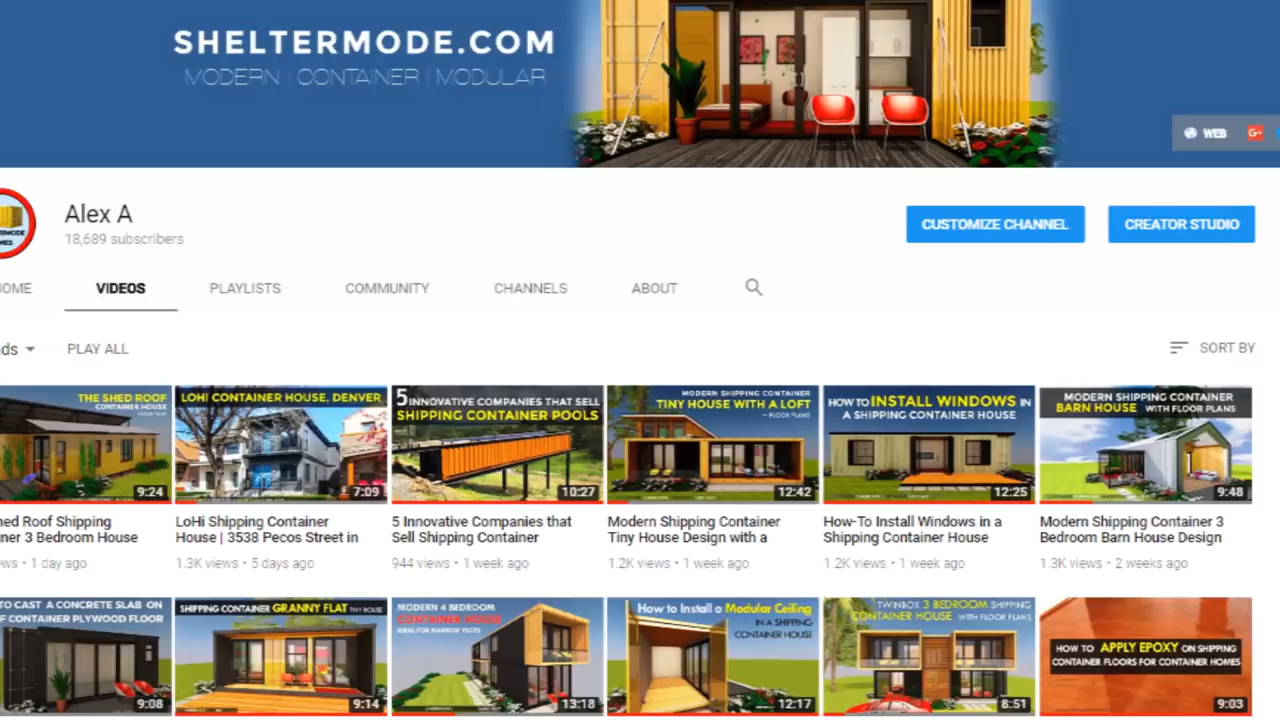 SHELTERMODE.COM
MODERN | CONTAINER | MODULAR
WEB
G+
Alex A
18,689 subscribers
CUSTOMIZE CHANNEL
CREATOR STUDIO
OME
VIDEOS
PLAYLISTS
COMMUNITY
CHANNELS
ABOUT
ds
PLAY ALL
SORT BY
THE SHED ROOF
CONTAINER HOUSE
9:24
LOHI CONTAINER HOUSE, DENVER
7:09
5 INNOVATIVE COMPANIES THAT SELL
SHIPPING CONTAINER POOLS
10:27
MODERN SHIPPING CONTAINER
TINY HOUSE WITH A LOFT
12:42
HOW TO INSTALL WINDOWS IN
A SHIPPING CONTAINER HOUSE
12:25
MODERN SHIPPING CONTAINER
BARN HOUSE WITH FLOOR PLANS
9:48
hed Roof Shipping
ner 3 Bedroom House
ws • 1 day ago
LoHi Shipping Container
House | 3538 Pecos Street in
1.3K views • 5 days ago
5 Innovative Companies that
Sell Shipping Container
944 views • 1 week ago
Modern Shipping Container
Tiny House Design with a
1.2K views • 1 week ago
How-To Install Windows in a
Shipping Container House
1.2K views • 1 week ago
Modern Shipping Container 3
Bedroom Barn House Design
1.3K views • 2 weeks ago
TO CAST A CONCRETE SLAB ON
F CONTAINER PLYWOOD FLOOR
9:08
SHIPPING CONTAINER GRANNY FLAT TINY HOUSE
9:14
MODERN 4 BEDROOM
CONTAINER HOUSE
IDEAL FOR NARROW PLOTS
13:18
How to Install a Modular Ceiling
IN A SHIPPING
CONTAINER HOUSE
12:17
TWINBOX 3 BEDROOM SHIPPING
CONTAINER HOUSE WITH FLOOR PLANS
8:51
HOW TO APPLY EPOXY ON SHIPPING
CONTAINER FLOORS FOR CONTAINER HOMES
9:03